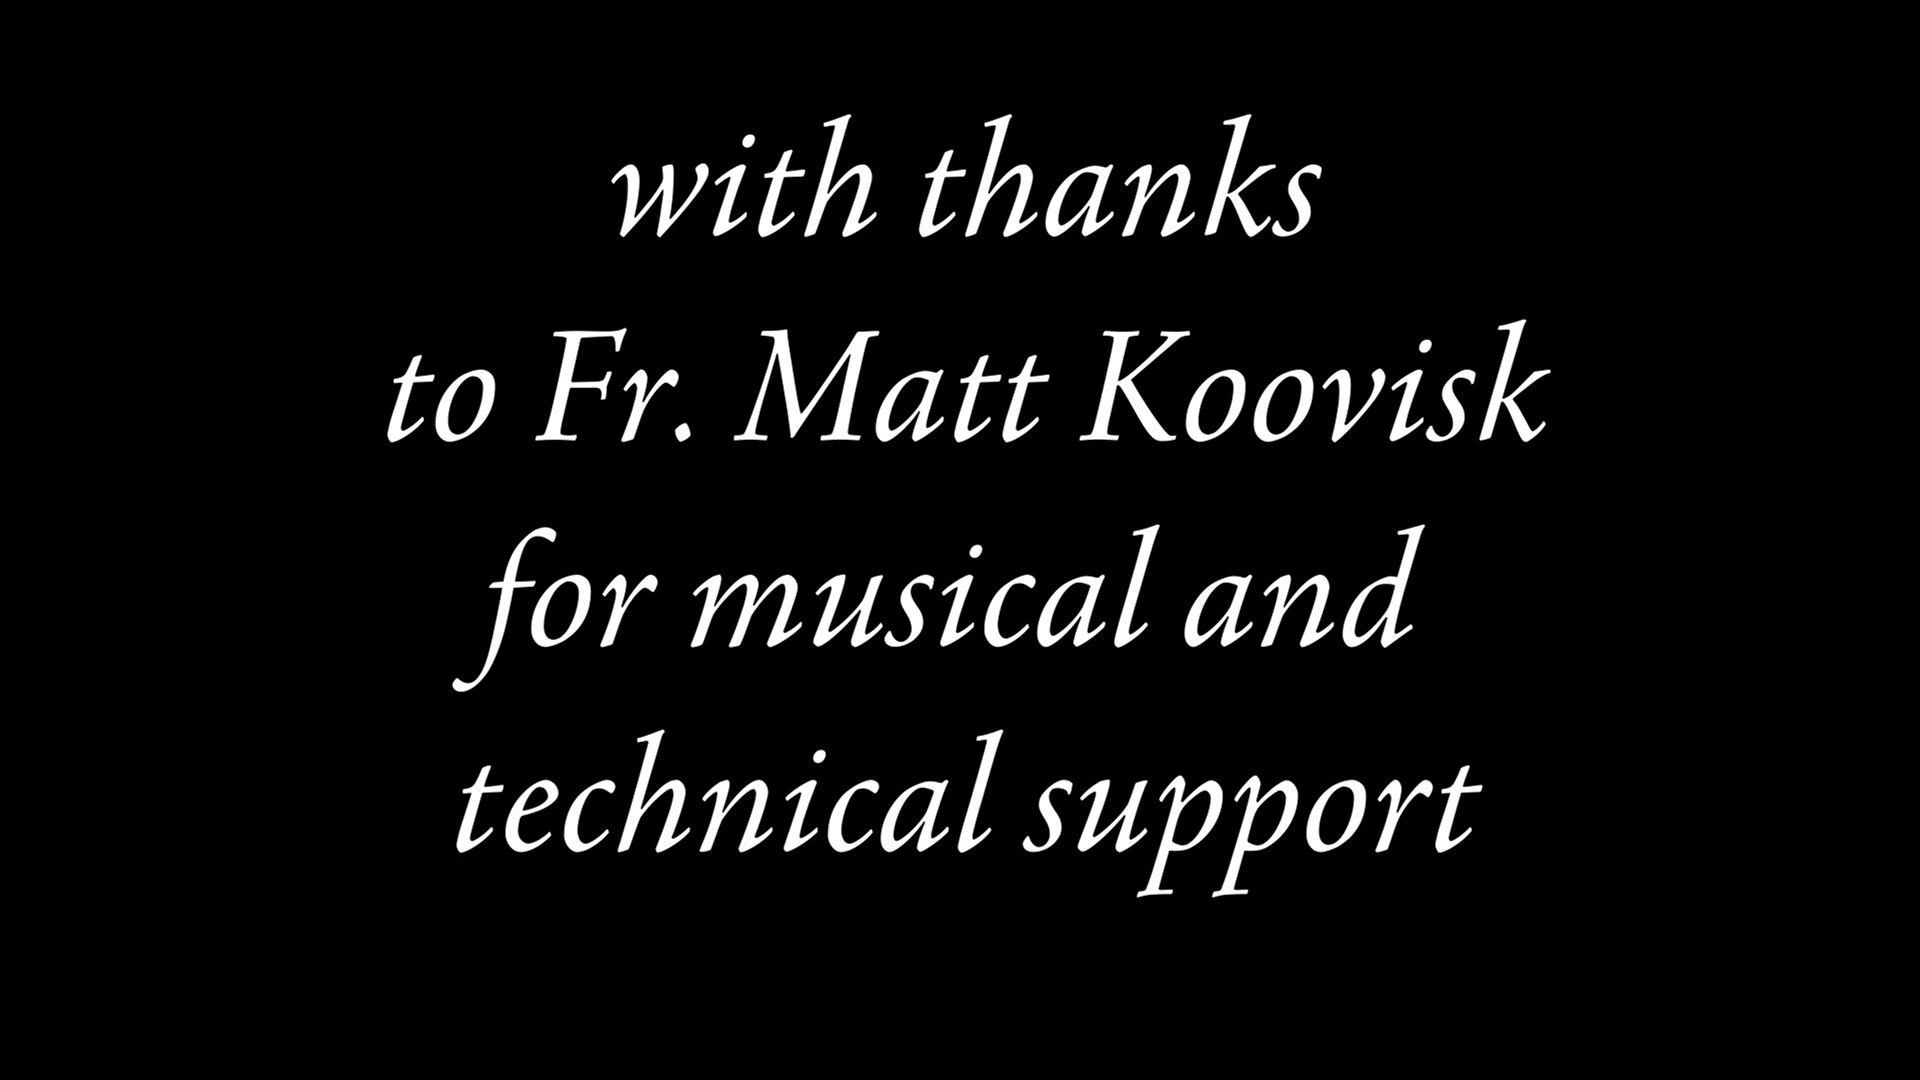 with thanks
to Fr. Matt Koovisk
for musical and
technical support